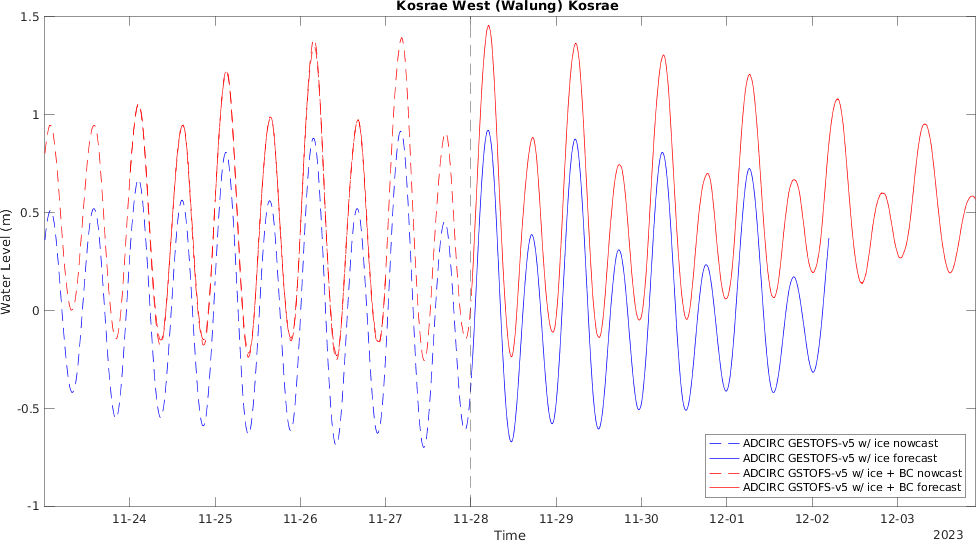 Kosrae West (Walung) Kosrae
1.5
1
0.5
0
-0.5
-1
Water Level (m)
11-24
11-25
11-26
11-27
11-28
11-29
11-30
12-01
12-02
12-03
Time
2023
ADCIRC GESTOFS-v5 w/ ice nowcast
ADCIRC GESTOFS-v5 w/ ice forecast
ADCIRC GSTOFS-v5 w/ ice + BC nowcast
ADCIRC GSTOFS-v5 w/ ice + BC forecast